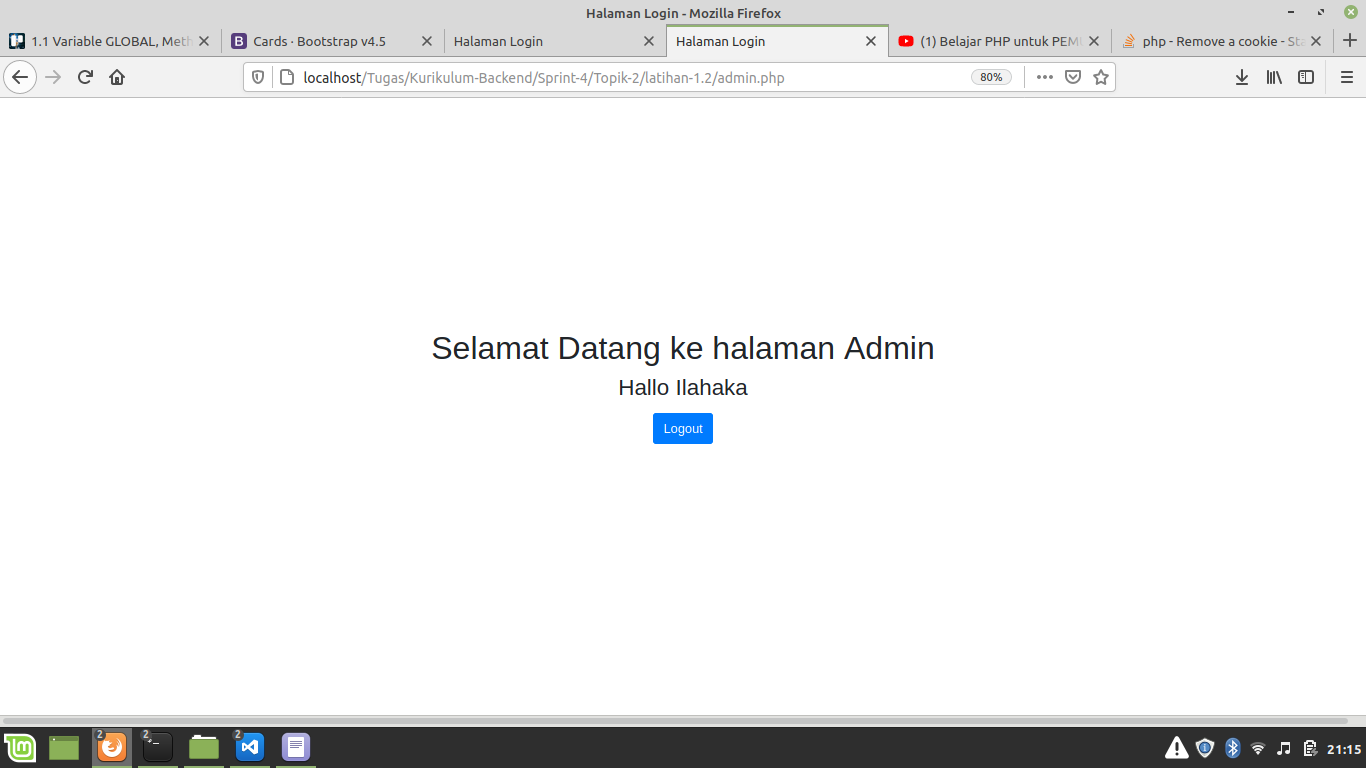 Halaman Login - Mozilla Firefox
1.1 Variable GLOBAL, Meth
Cards · Bootstrap v4.5
Halaman Login
Halaman Login
(1) Belajar PHP untuk PEM
php - Remove a cookie - Sta
localhost/Tugas/Kurikulum-Backend/Sprint-4/Topik-2/latihan-1.2/admin.php
80%
Selamat Datang ke halaman Admin
Hallo Ilahaka
Logout
2
2
2
21:15